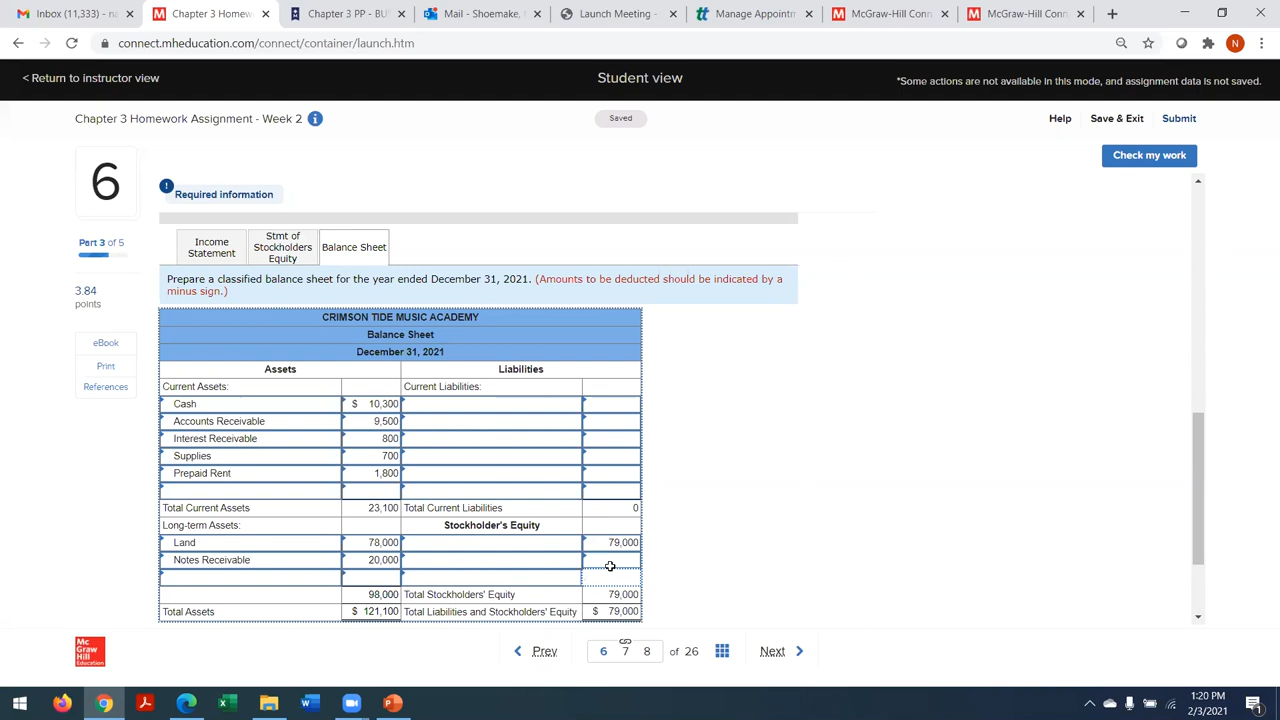 Inbox (11,333) - na
Chapter 3 Homew
Chapter 3 PP - BU
Mail - Shoemake,
Launch Meeting -
Manage Appointm
McGraw-Hill Conn
McGraw-Hill Conn
connect.mheducation.com/connect/container/launch.htm
N
< Return to instructor view
Student view
*Some actions are not available in this mode, and assignment data is not saved.
Chapter 3 Homework Assignment - Week 2
Saved
Help
Save & Exit
Submit
Check my work
6
Required information
Part 3 of 5
3.84
points
eBook
Print
References
Income Statement
Stmt of Stockholders Equity
Balance Sheet
Prepare a classified balance sheet for the year ended December 31, 2021. (Amounts to be deducted should be indicated by a
minus sign.)
CRIMSON TIDE MUSIC ACADEMY
Balance Sheet
December 31, 2021
Assets Liabilities
Current Assets: Current Liabilities:
Cash $ 10,300
Accounts Receivable 9,500
Interest Receivable 800
Supplies 700
Prepaid Rent 1,800
Total Current Assets 23,100 Total Current Liabilities 0
Long-term Assets: Stockholder's Equity
Land 78,000 79,000
Notes Receivable 20,000
98,000 Total Stockholders' Equity 79,000
Total Assets $ 121,100 Total Liabilities and Stockholders' Equity $ 79,000
Mc
Graw
Hill
Education
Prev
6 7 8 of 26
Next
1:20 PM
2/3/2021